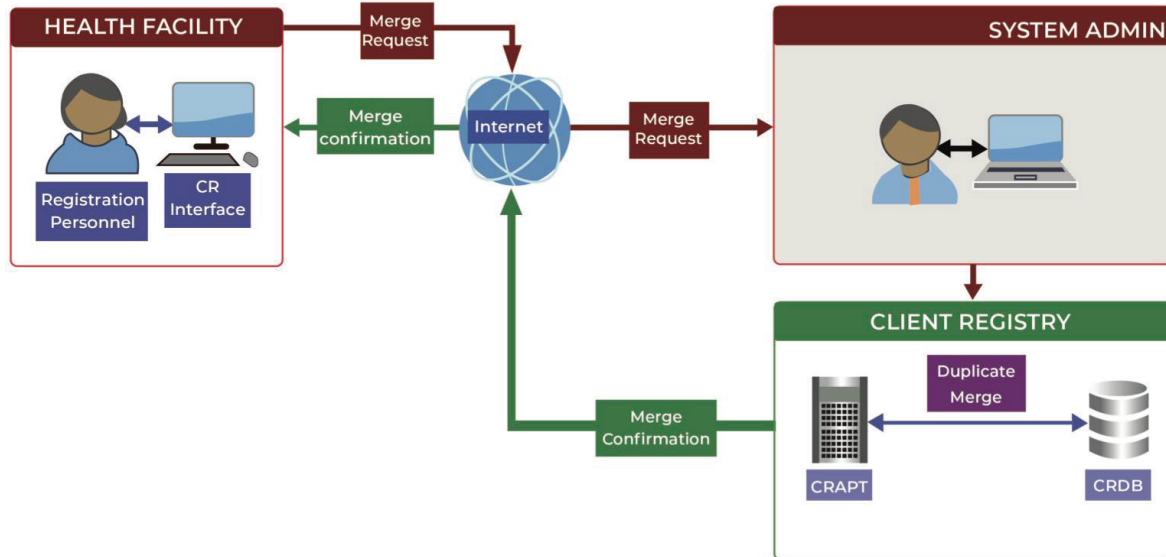 HEALTH FACILITY
Merge
Request
SYSTEM ADMIN
Merge
confirmation
Internet
Merge
Request
Registration
Personnel
CR
Interface
CLIENT REGISTRY
Duplicate
Merge
Merge
Confirmation
CRAPT
CRDB